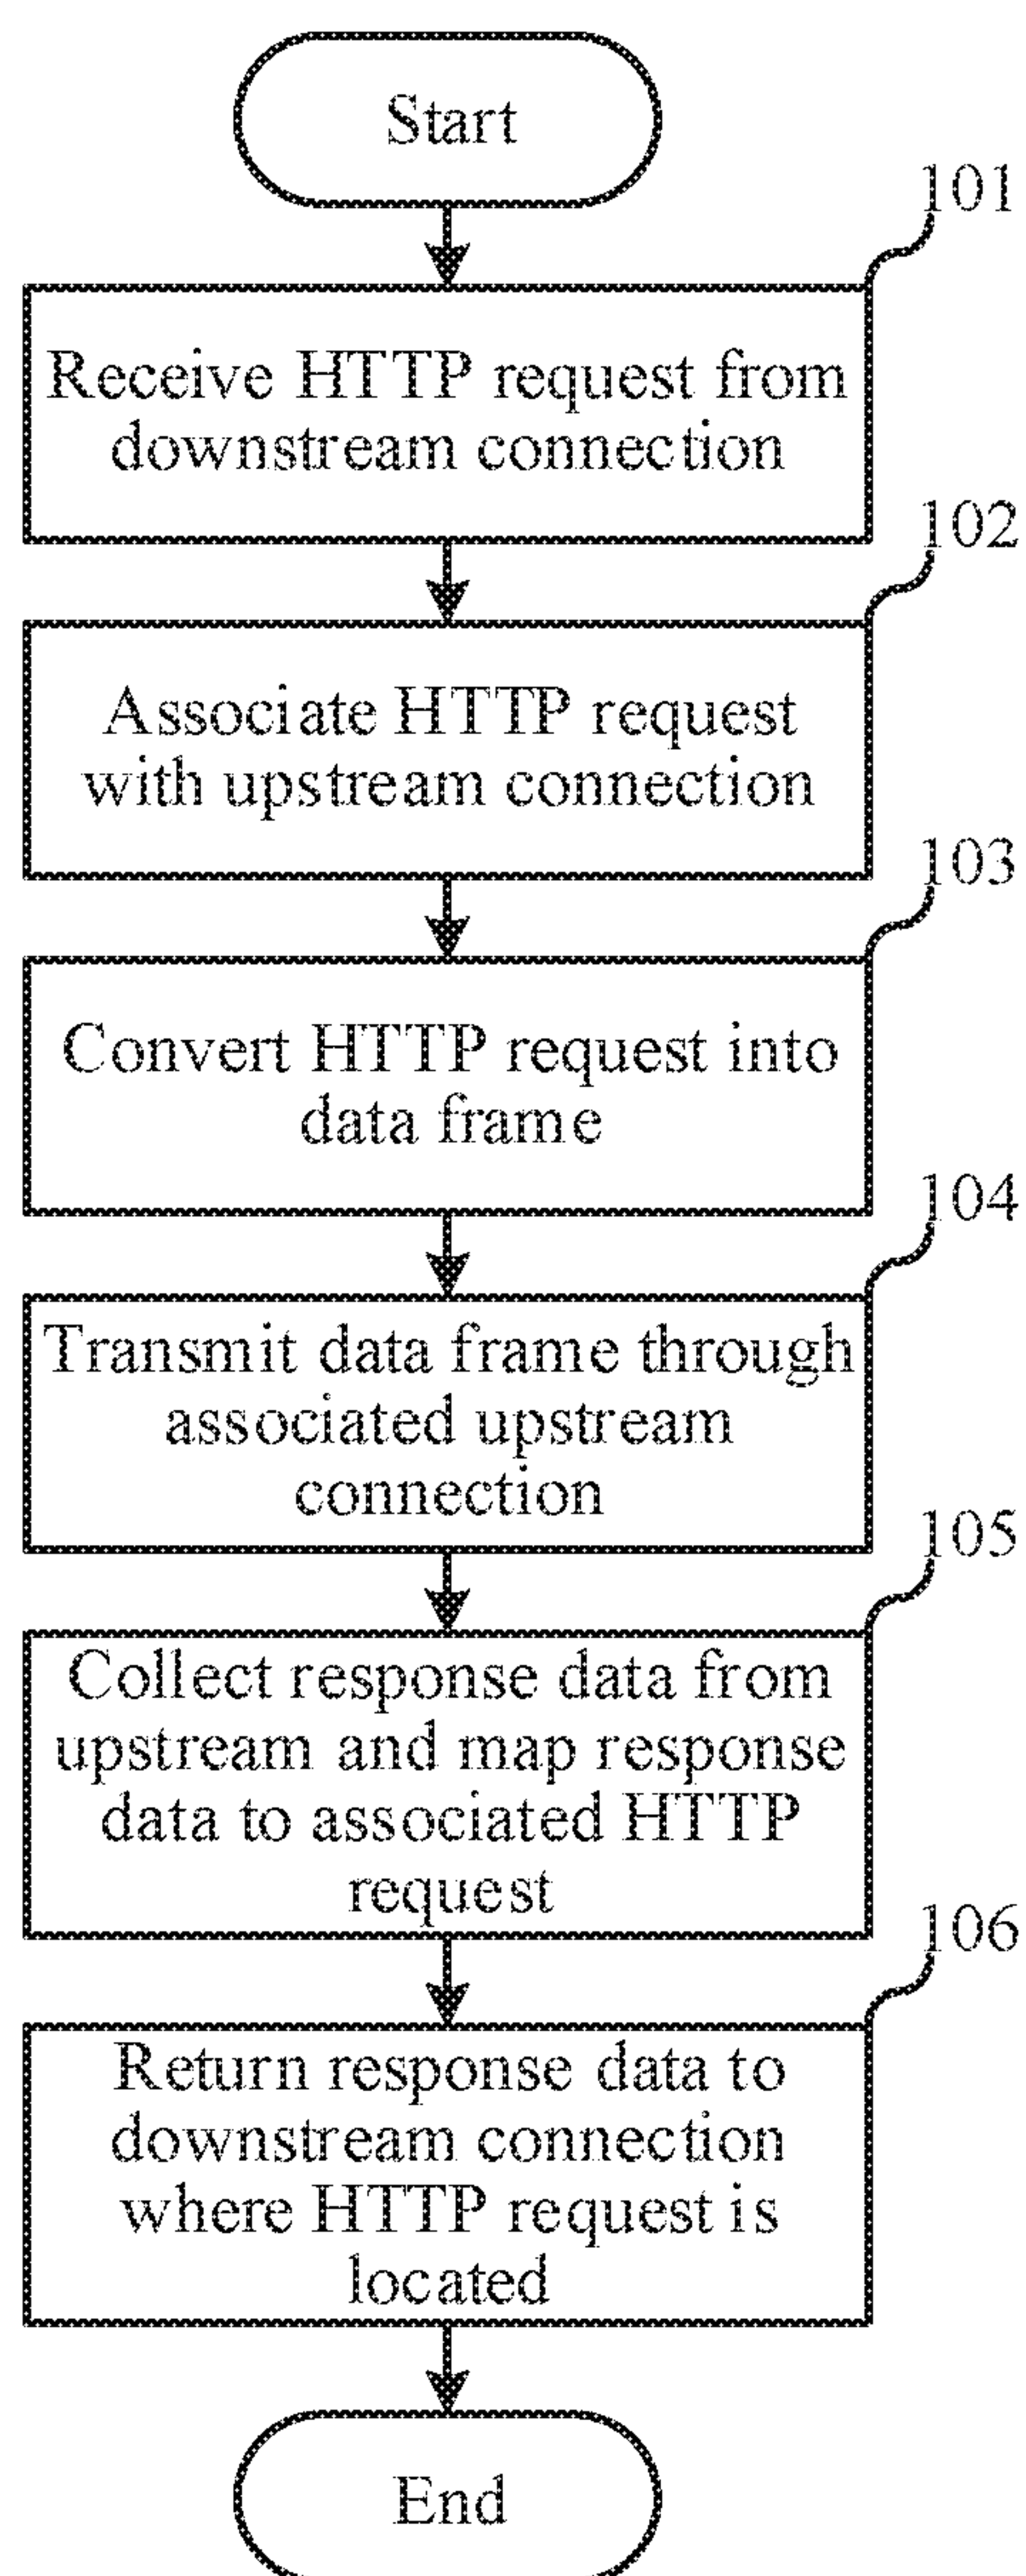 Start
101
Receive HTTP request from
downstream connection
102
Associate HTTP request
with upstream connection
103
Convert HTTP request into
data frame
104
Transmit data frame through
associated upstream
connection
105
Collect response data from
upstream and map response
data to associated HTTP
request
106
Return response data to
downstream connection
where HTTP request is
located
End